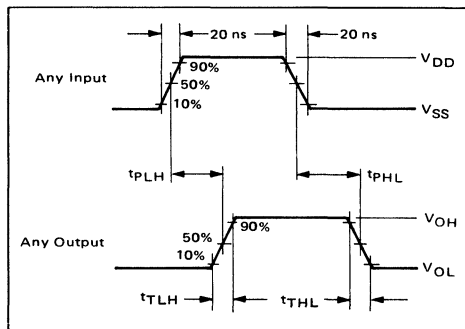 20 ns 20 ns
90% VDD
Any Input 50%
10% VSS
tPLH tPHL
90% VOH
50%
Any Output 10%
VOL
tTLH tTHL